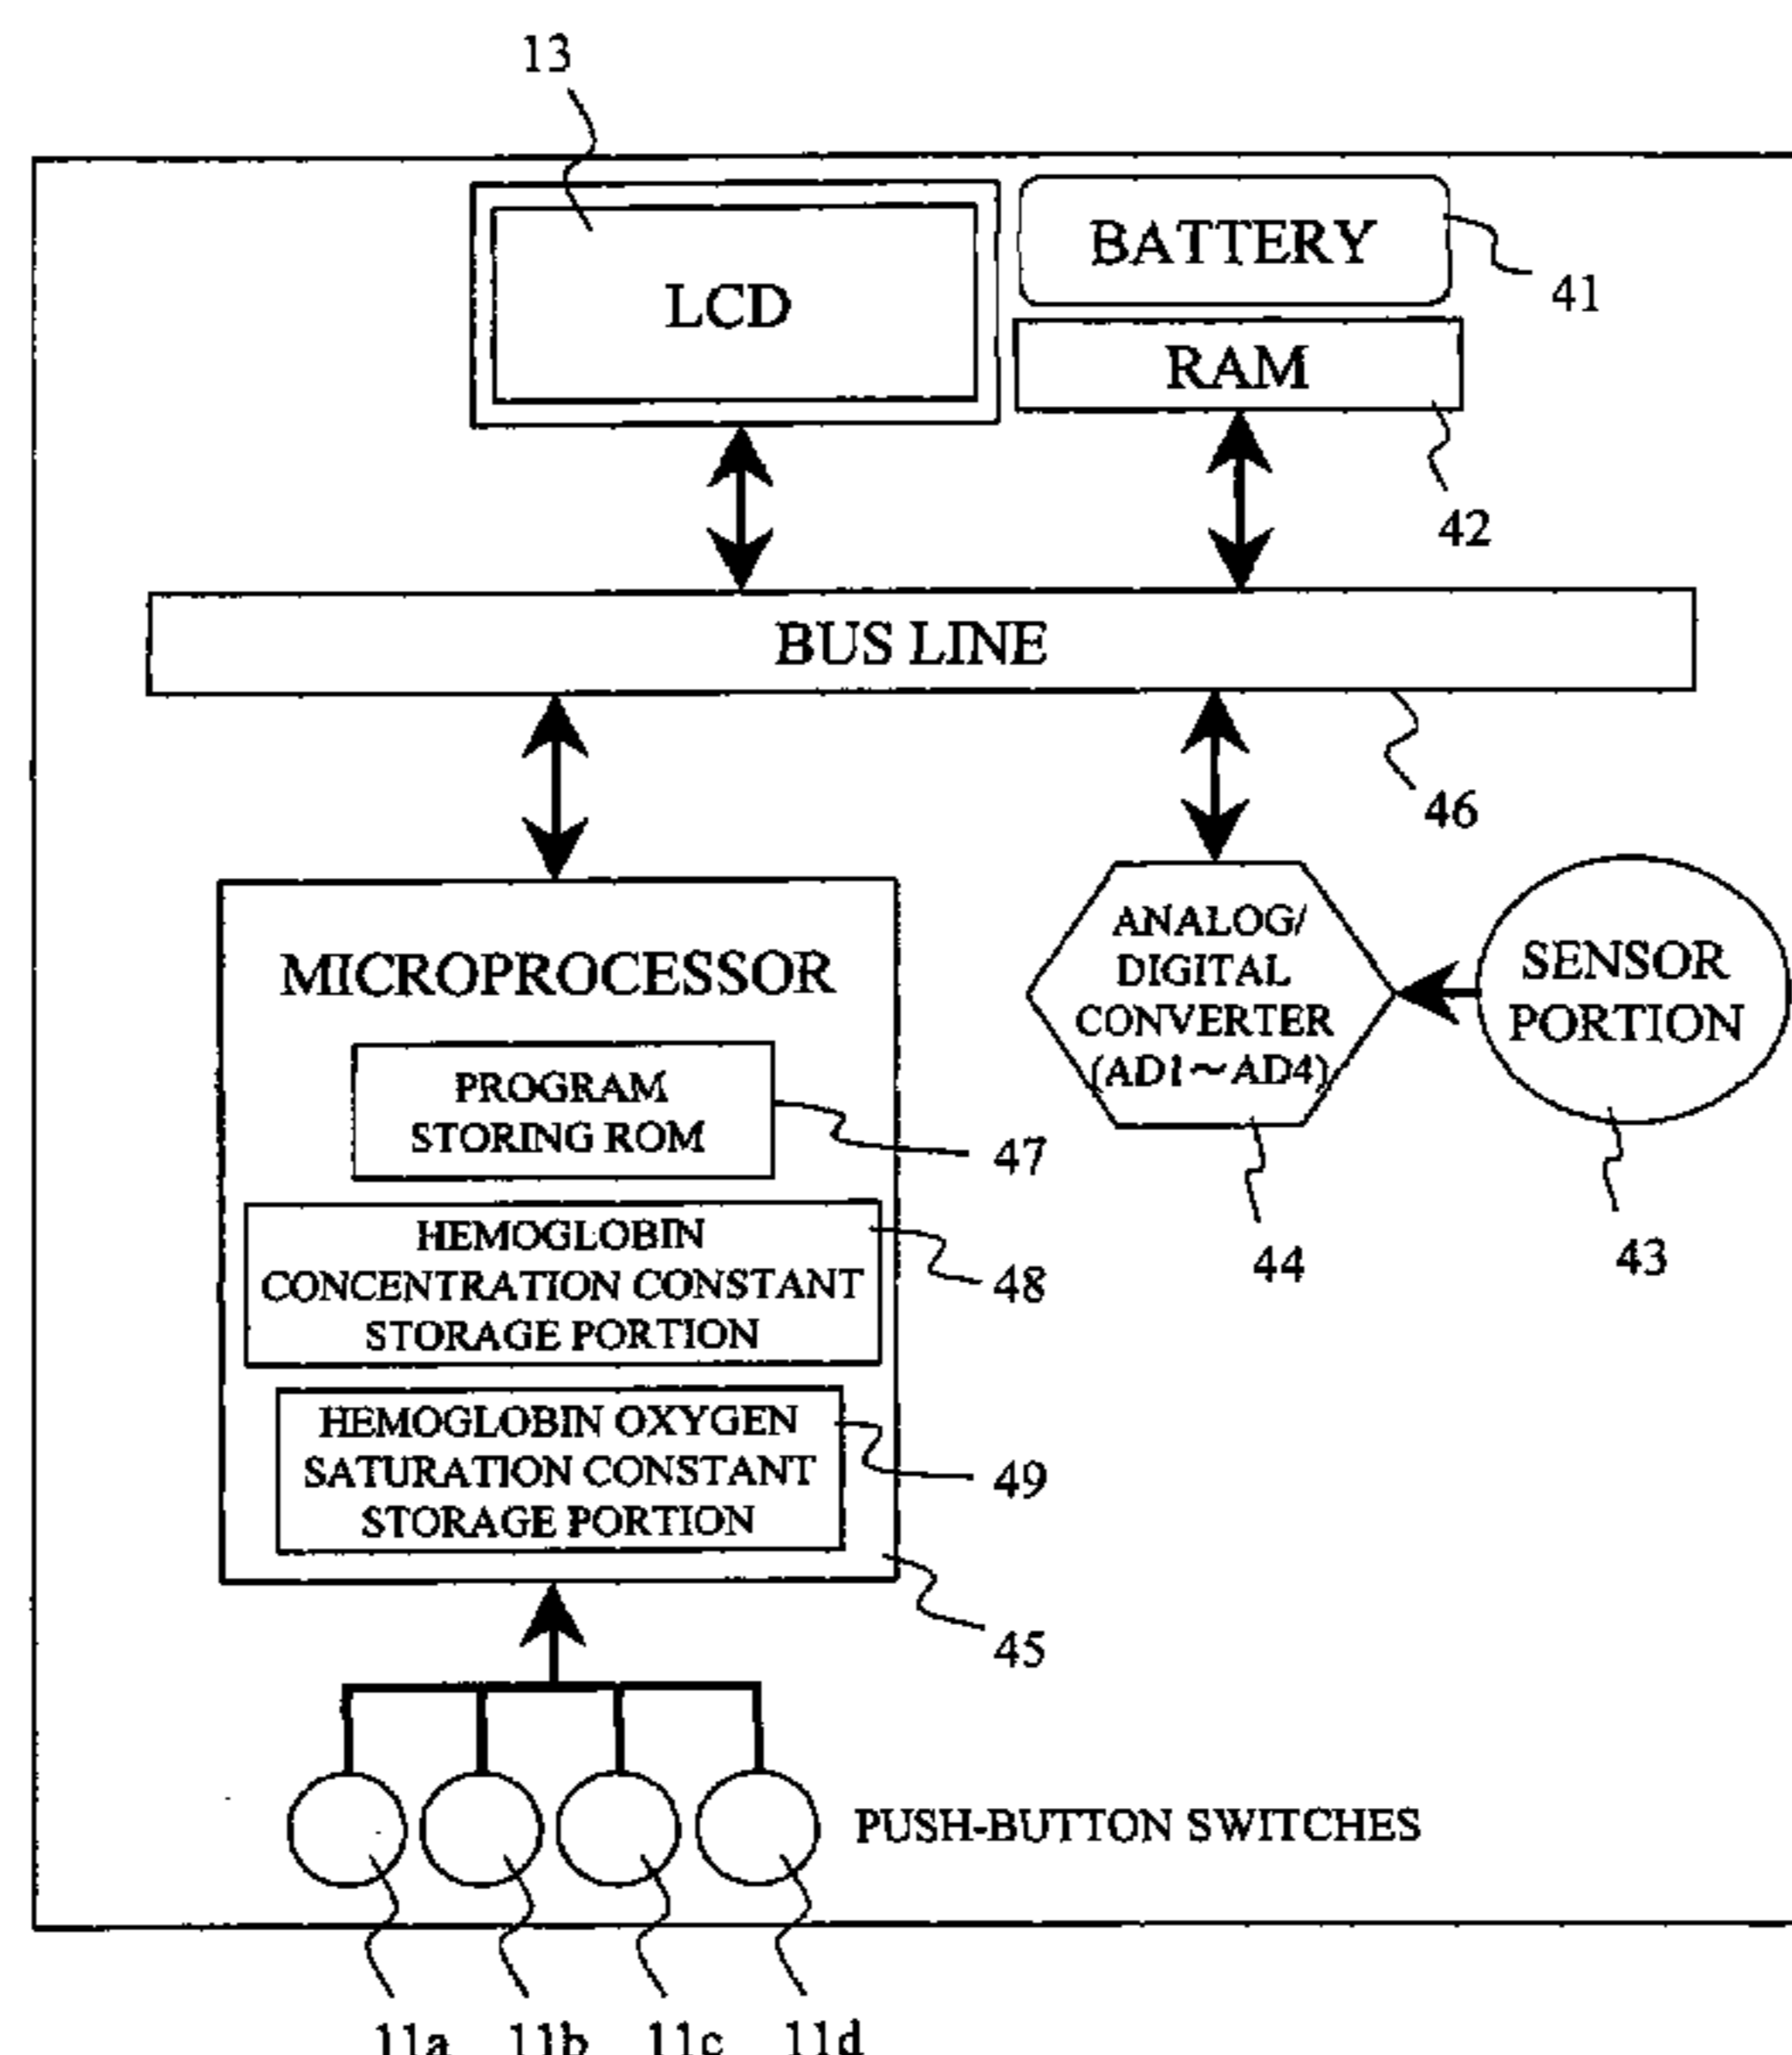 13
BATTERY
41
LCD
RAM
42
BUS LINE
46
MICROPROCESSOR
PROGRAM
STORING ROM
47
HEMOGLOBIN
CONCENTRATION CONSTANT
STORAGE PORTION
48
HEMOGLOBIN OXYGEN
SATURATION CONSTANT
STORAGE PORTION
49
45
ANALOG/
DIGITAL
CONVERTER
(AD1～AD4)
44
SENSOR
PORTION
43
PUSH-BUTTON SWITCHES
11a 11b 11c 11d